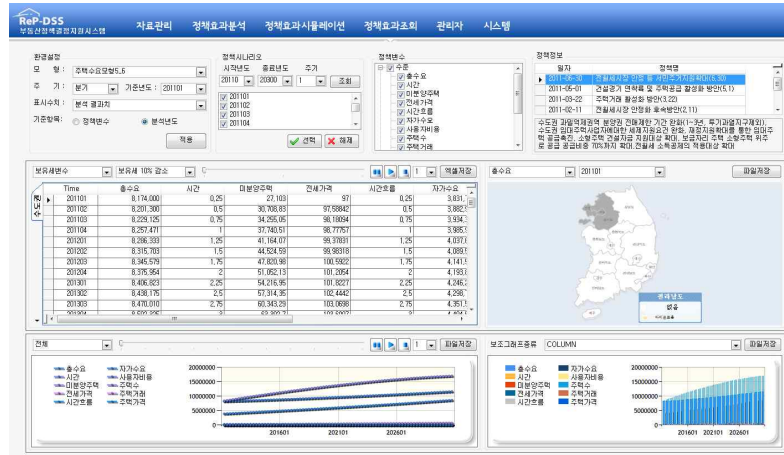 ReP-DSS
부동산정책결정지원시스템
자료관리 정책효과분석 정책효과시뮬레이션 정책효과조회 관리자 시스템
환경설정
모 형: 주택수요모형5_6
주 기: 분기 기준년도: 201101
표시수치: 분석 결과치
기준항목: 정책변수 분석년도
적용
정책시나리오
시작년도 종료년도 주기
20110 20300 1 조회
201101
201102
201103
201104
선택 해제
정책변수
수준
총수요
시간
미분양주택
전세가격
시간흐름
자가수요
사용자비용
주택수
주택거래
정책정보
일자 정책명
2011-06-30 전월세시장 안정 등 서민주거지원확대(6,30)
2011-05-01 건설경기 연착륙 및 주택공급 활성화 방안(5,1)
2011-03-22 주택거래 활성화 방안(3,22)
2011-02-11 전월세시장 안정화 후속방안(2,11)
보유세변수 보유세 10% 감소 1 엑셀저장
Time 총수요 시간 미분양주택 전세가격 시간흐름 자가수요
201101 8,174,000 0,25 27,103 97 0,25
201102 8,201,300 0,5 30,708,83 97,58842 0,5
201103 8,229,125 0,75 34,255,05 98,18094 0,75
201104 8,257,471 1 37,740,51 98,77757 1
201201 8,286,333 1,25 41,164,07 99,37831 1,25
201202 8,315,703 1,5 44,524,59 99,98318 1,5
201203 8,345,579 1,75 47,820,98 100,5922 1,75
201204 8,375,954 2 51,052,13 101,2054 2
201301 8,406,823 2,25 54,216,95 101,8227 2,25
201302 8,438,175 2,5 57,314,35 102,4442 2,5
201303 8,470,010 2,75 60,343,29 103,0698 2,75
총수요 201101 파일저장
전라남도
없음
전체 1 파일저장
총수요 자가수요
시간 사용자비용
미분양주택 주택수
전세가격 주택거래
시간흐름 주택가격
20000000
15000000
10000000
5000000
0
201601 202101 202601
보조그래프종류 COLUMN 파일저장
총수요 자가수요
시간 사용자비용
미분양주택 주택수
전세가격 주택거래
시간흐름 주택가격
20000000
15000000
10000000
5000000
0
201601 202101 202601